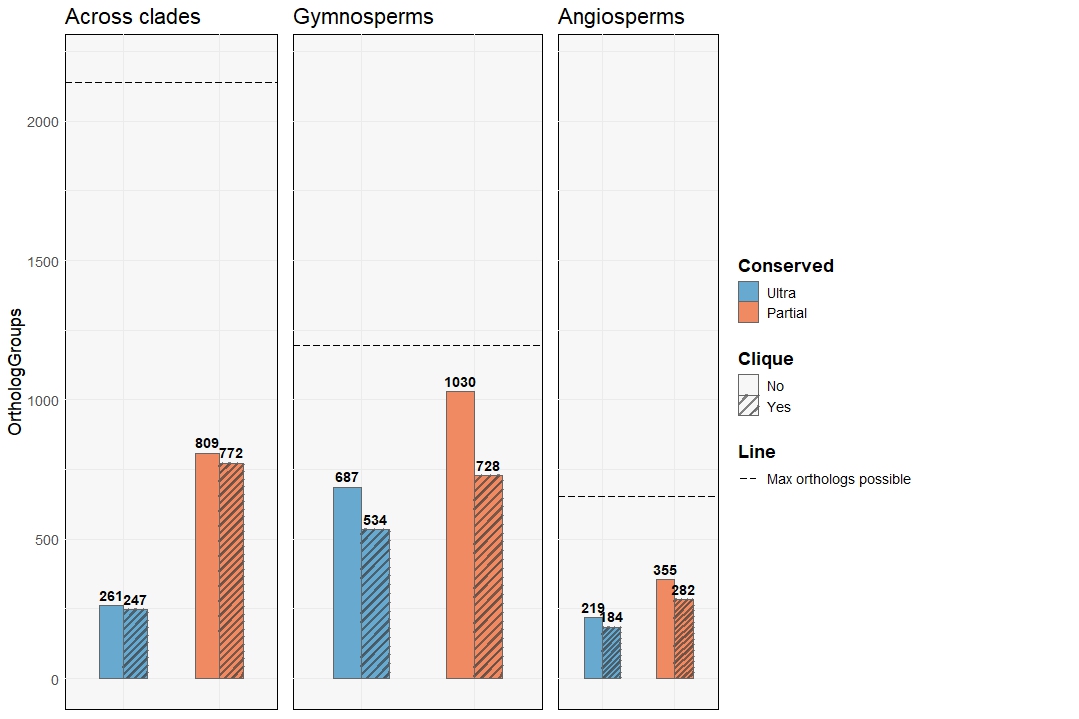 Across clades
Gymnosperms
Angiosperms
OrthologGroups
2000
1500
1000
500
0
261
247
809
772
687
534
1030
728
219
184
355
282
Conserved
Ultra
Partial
Clique
No
Yes
Line
Max orthologs possible